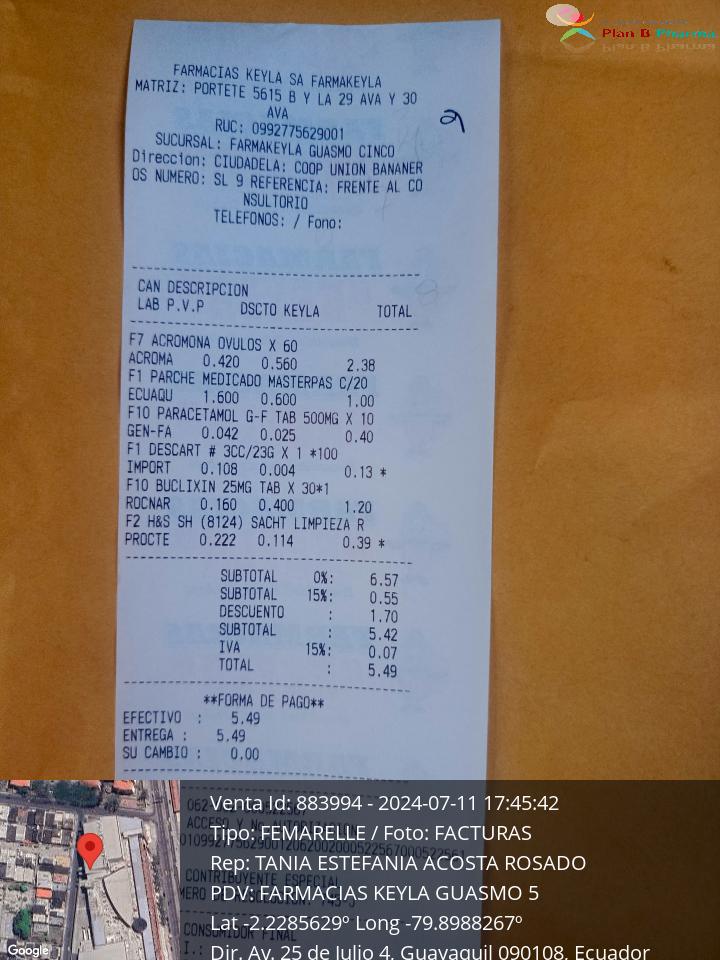 Plan B Pharma
FARMACIAS KEYLA SA FARMAKEYLA
MATRIZ: PORTETE 5615 B Y LA 29 AVA Y 30
AVA
RUC: 0992775629001
SUCURSAL: FARMAKEYLA GUASMO CINCO
Direccion: CIUDADELA: COOP UNION BANANER
OS NUMERO: SL 9 REFERENCIA: FRENTE AL CO
NSULTORIO
TELEFONOS: / Fono:
CAN DESCRIPCION
LAB P.V.P DSCTO KEYLA TOTAL
F7 ACROMONA OVULOS X 60
ACROMA 0.420 0.560 2.38
F1 PARCHE MEDICADO MASTERPAS C/20
ECUAQU 1.600 0.600 1.00
F10 PARACETAMOL G-F TAB 500MG X 10
GEN-FA 0.042 0.025 0.40
F1 DESCART # 3CC/23G X 1 *100
IMPORT 0.108 0.004 0.13 *
F10 BUCLIXIN 25MG TAB X 30*1
ROCNAR 0.160 0.400 1.20
F2 H&S SH (8124) SACHT LIMPIEZA R
PROCTE 0.222 0.114 0.39 *
SUBTOTAL 0%: 6.57
SUBTOTAL 15%: 0.55
DESCUENTO : 1.70
SUBTOTAL : 5.42
IVA 15%: 0.07
TOTAL : 5.49
**FORMA DE PAGO**
EFECTIVO : 5.49
ENTREGA : 5.49
SU CAMBIO : 0.00
Venta Id: 883994 - 2024-07-11 17:45:42
ACCESO Y No
Tipo: FEMARELLE / Foto: FACTURAS
Rep: TANIA ESTEFANIA ACOSTA ROSADO
CONTRIBUYENTE ESPECIAL
PDV: FARMACIAS KEYLA GUASMO 5
Lat -2.2285629º Long -79.8988267º
CONSUMIDOR FINAL
Dir. Av. 25 de Julio 4, Guayaquil 090108, Ecuador
Google